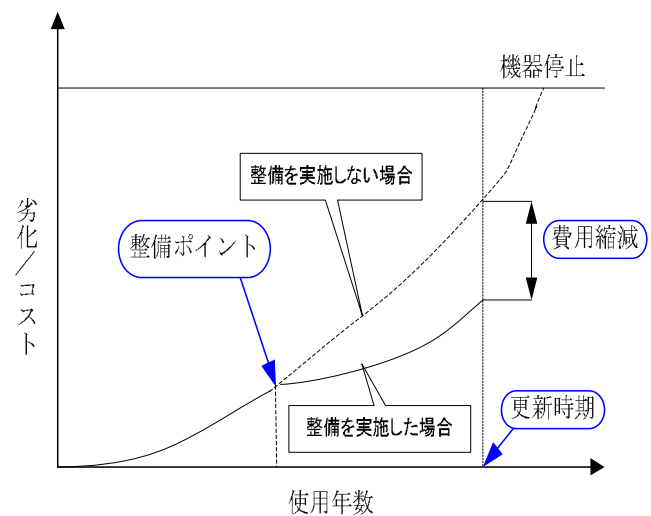 機器停止
整備を実施しない場合
劣化/コスト
整備ポイント
費用縮減
整備を実施した場合
更新時期
使用年数